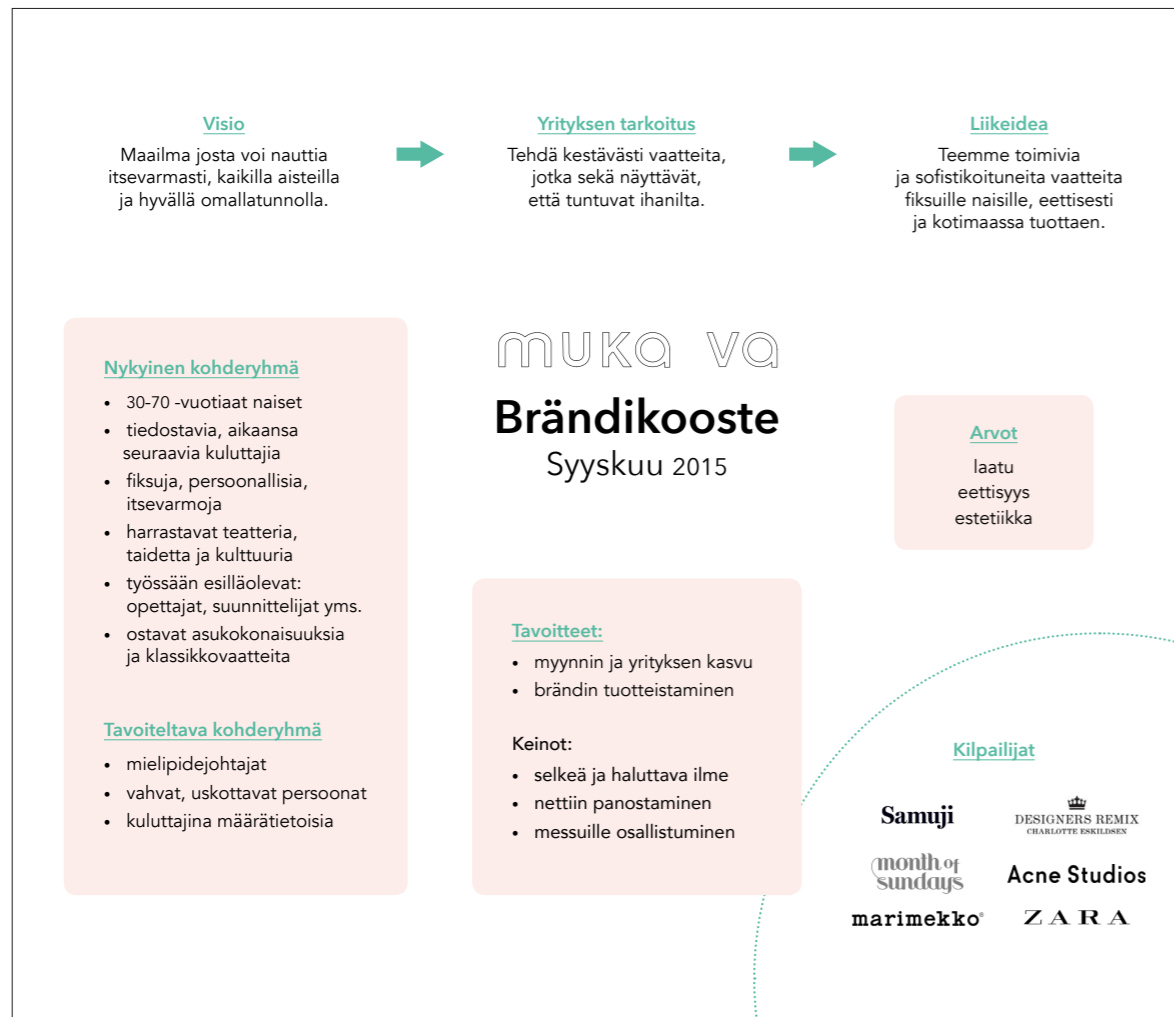 Visio
Maailma josta voi nauttia
itsevarmasti, kaikilla aisteilla
ja hyvällä omallatunnolla.
Yrityksen tarkoitus
Tehdä kestävästi vaatteita,
jotka sekä näyttävät,
että tuntuvat ihanilta.
Liikeidea
Teemme toimivia
ja sofistikoituneita vaatteita
fiksuille naisille, eettisesti
ja kotimaassa tuottaen.
muka va
Brändikooste
Syyskuu 2015
Nykyinen kohderyhmä
• 30-70 -vuotiaat naiset
• tiedostavia, aikaansa
seuraavia kuluttajia
• fiksuja, persoonallisia,
itsevarmoja
• harrastavat teatteria,
taidetta ja kulttuuria
• työssään esilläolevat:
opettajat, suunnittelijat yms.
• ostavat asukokonaisuuksia
ja klassikkovaatteita
Tavoiteltava kohderyhmä
• mielipidejohtajat
• vahvat, uskottavat persoonat
• kuluttajina määrätietoisia
Tavoitteet:
• myynnin ja yrityksen kasvu
• brändin tuotteistaminen
Keinot:
• selkeä ja haluttava ilme
• nettiin panostaminen
• messuille osallistuminen
Arvot
laatu
eettisyys
estetiikka
Kilpailijat
Samuji
DESIGNERS REMIX
CHARLOTTE ESKILDSEN
month of
sundays
Acne Studios
marimekko®
ZARA